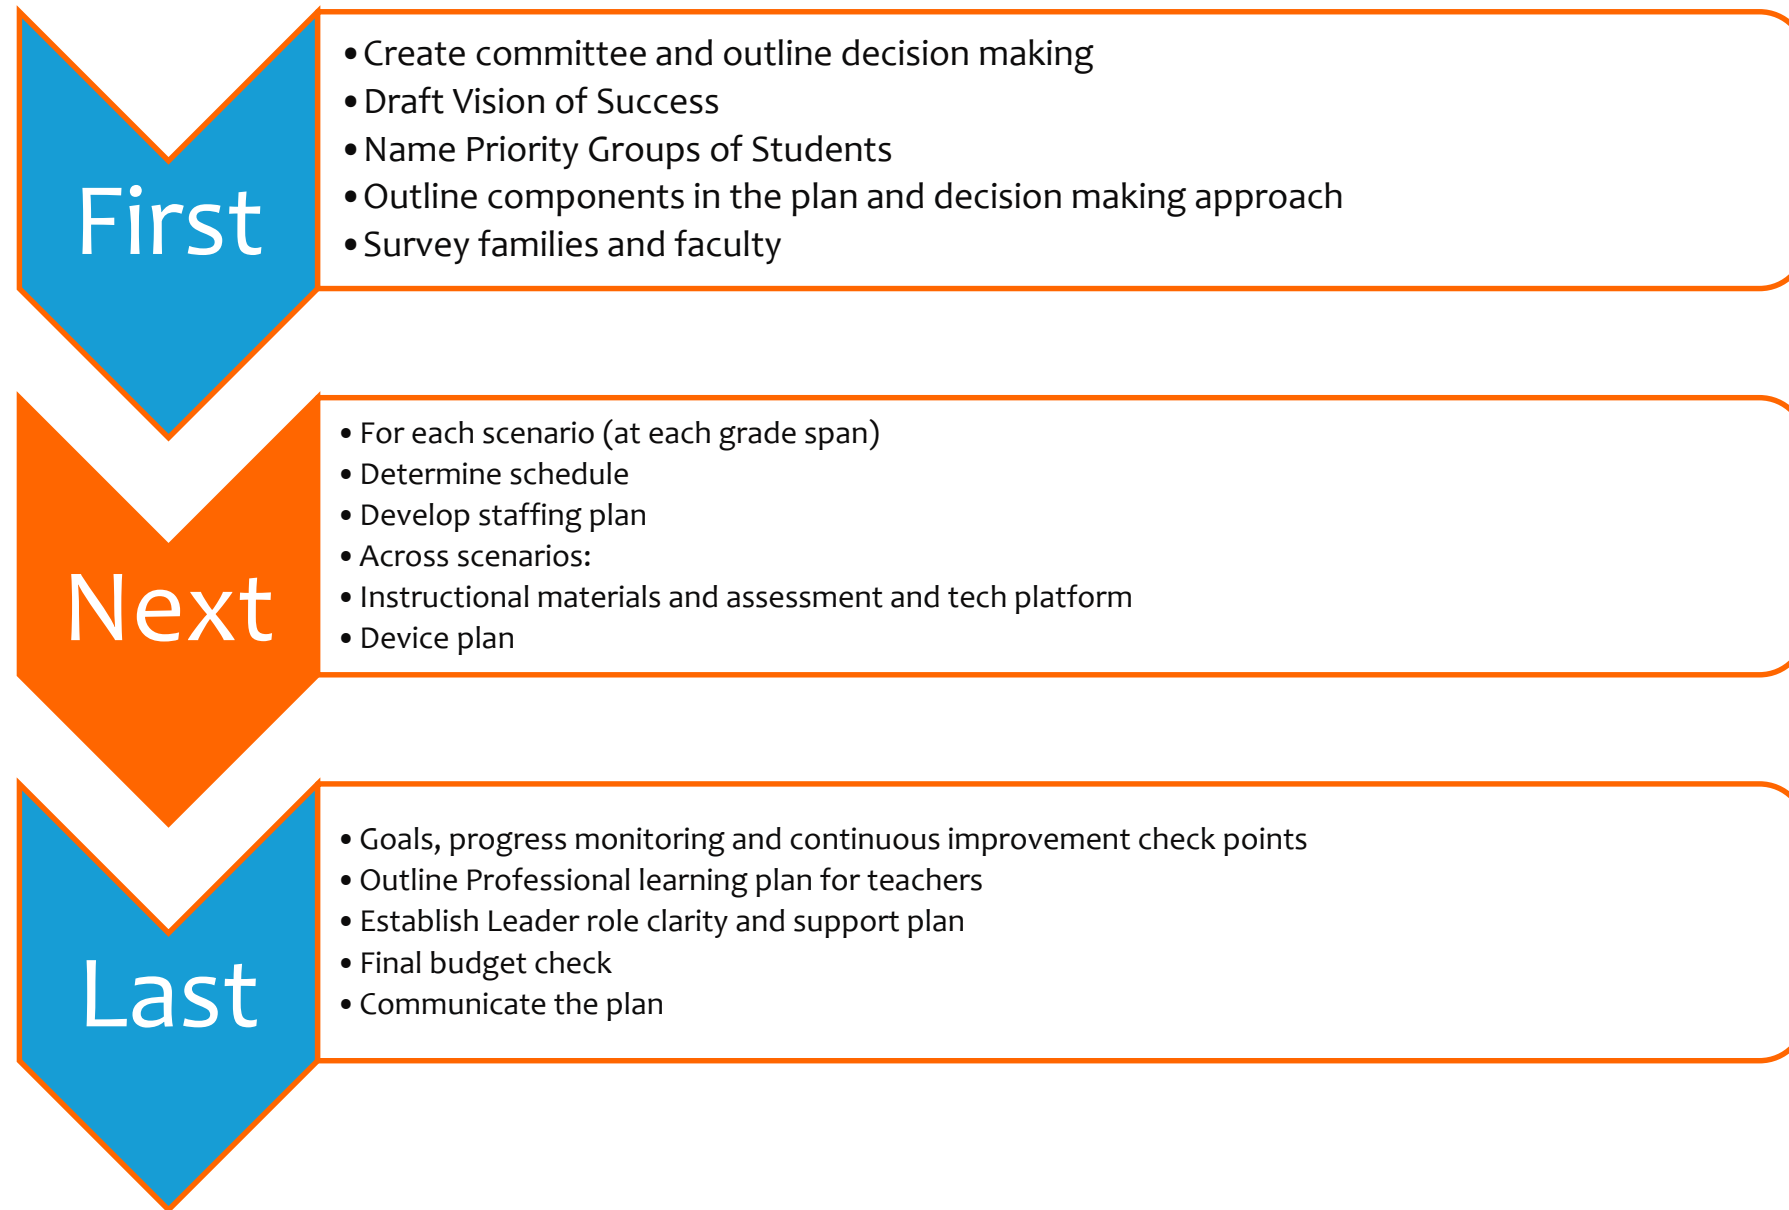 First
•Create committee and outline decision making
•Draft Vision of Success
•Name Priority Groups of Students
•Outline components in the plan and decision making approach
•Survey families and faculty
Next
• For each scenario (at each grade span)
• Determine schedule
• Develop staffing plan
• Across scenarios:
• Instructional materials and assessment and tech platform
• Device plan
Last
• Goals, progress monitoring and continuous improvement check points
• Outline Professional learning plan for teachers
• Establish Leader role clarity and support plan
• Final budget check
• Communicate the plan